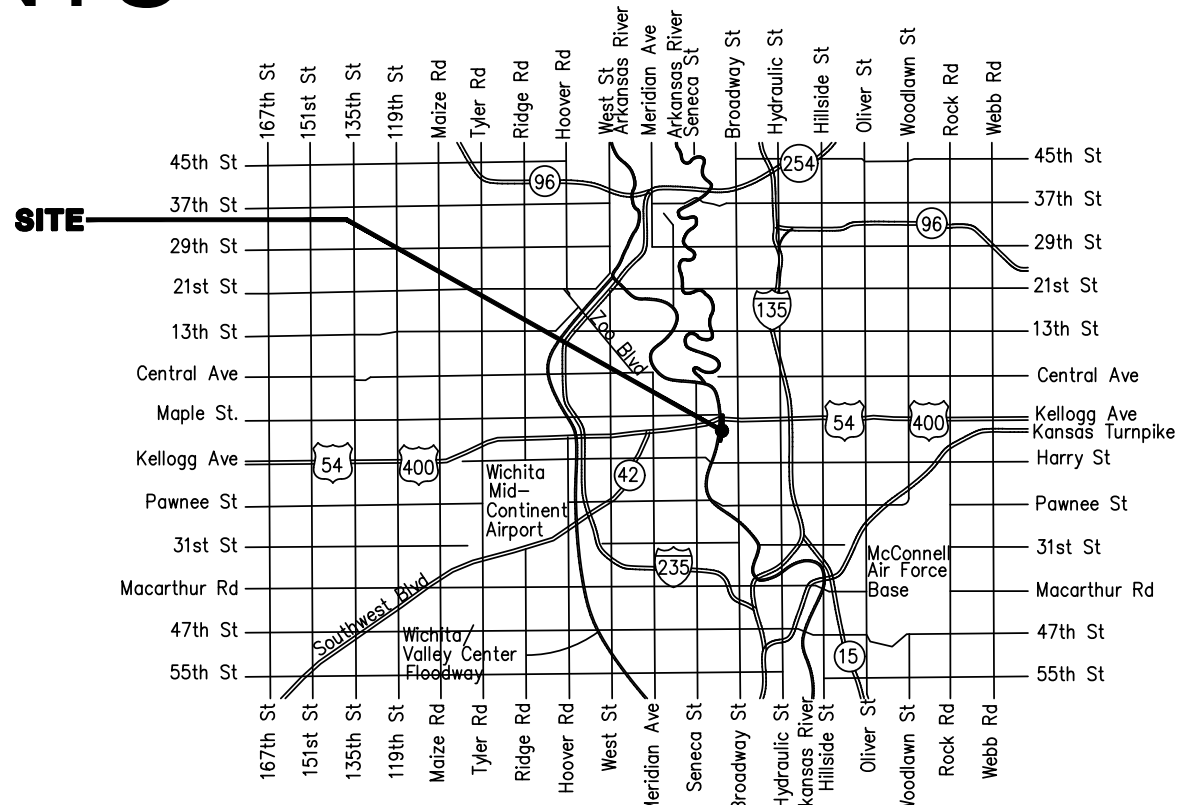 167th St
151st St
135th St
119th St
Maize Rd
Tyler Rd
Ridge Rd
Hoover Rd
West St
Arkansas River
Meridian Ave
Arkansas River
Seneca St
Broadway St
Hydraulic St
Hillside St
Oliver St
Woodlawn St
Rock Rd
Webb Rd
45th St
96
254
45th St
37th St
37th St
SITE
96
29th St
29th St
21st St
21st St
135
13th St
Zoo Blvd
13th St
Central Ave
Central Ave
Maple St.
54
400
Kellogg Ave
Kansas Turnpike
Kellogg Ave
54
400
Harry St
42
Wichita
Mid-
Continent
Airport
Pawnee St
Pawnee St
31st St
31st St
235
McConnell
Air Force
Base
Macarthur Rd
Macarthur Rd
Southwest Blvd
47th St
Wichita/
Valley Center
Floodway
47th St
15
55th St
55th St
167th St
151st St
135th St
119th St
Maize Rd
Tyler Rd
Ridge Rd
Hoover Rd
West St
Meridian Ave
Seneca St
Broadway St
Hydraulic St
kansas River
Hillside St
Oliver St
Woodlawn St
Rock Rd
Webb Rd